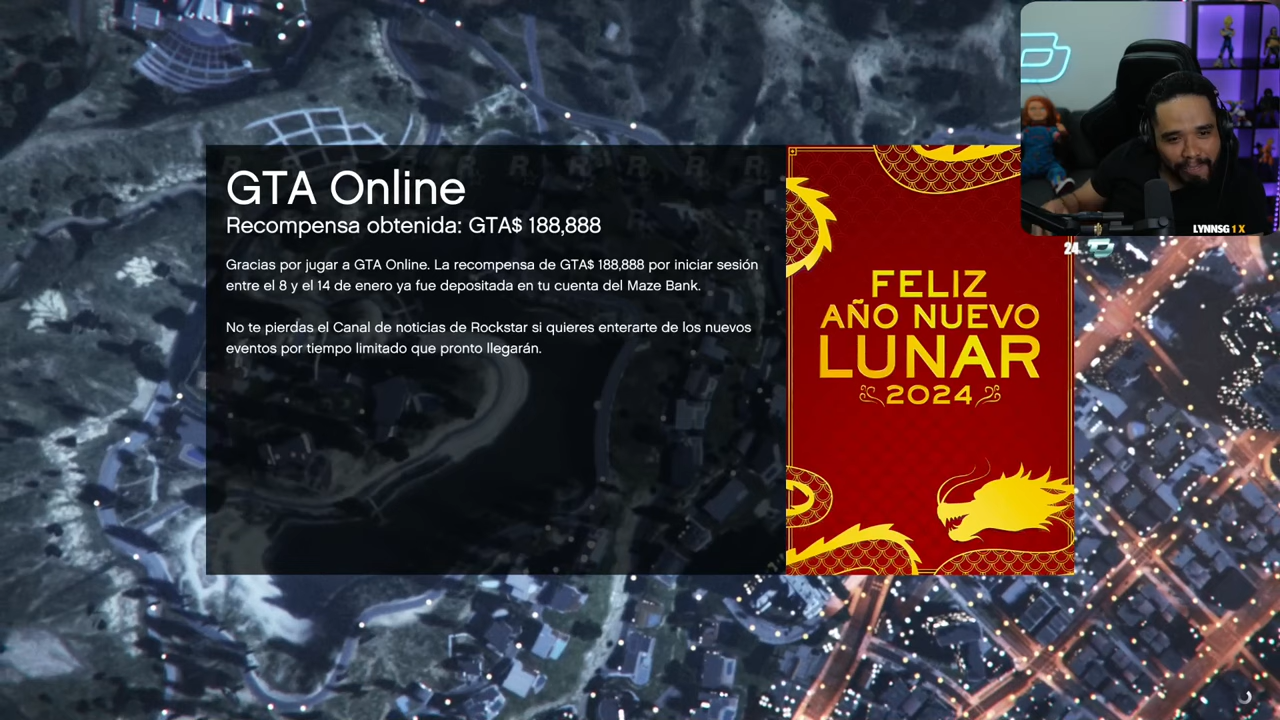 GTA Online
Recompensa obtenida: GTA$ 188,888
Gracias por jugar a GTA Online. La recompensa de GTA$ 188,888 por iniciar sesión
entre el 8 y el 14 de enero ya fue depositada en tu cuenta del Maze Bank.
No te pierdas el Canal de noticias de Rockstar si quieres enterarte de los nuevos
eventos por tiempo limitado que pronto llegarán.
FELIZ
AÑO NUEVO
LUNAR
2024
LYNNSG 1 X
24